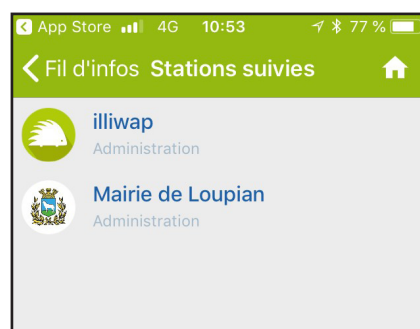 App Store 4G 10:53 77 %
Fil d'infos Stations suivies
illiwap
Administration
Mairie de Loupian
Administration